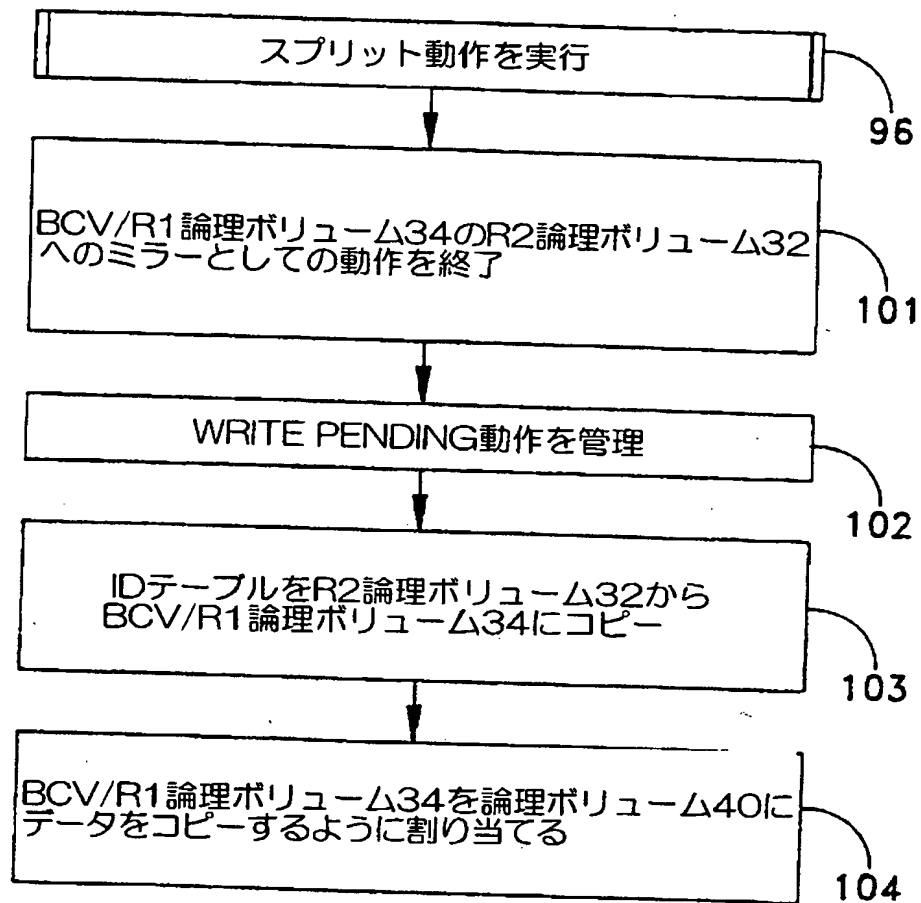 スプリット動作を実行
96
BCV/R1論理ボリューム34のR2論理ボリューム32
へのミラーとしての動作を終了
101
WRITE PENDING動作を管理
102
IDテーブルをR2論理ボリューム32から
BCV/R1論理ボリューム34にコピー
103
BCV/R1論理ボリューム34を論理ボリューム40に
データをコピーするように割り当てる
104